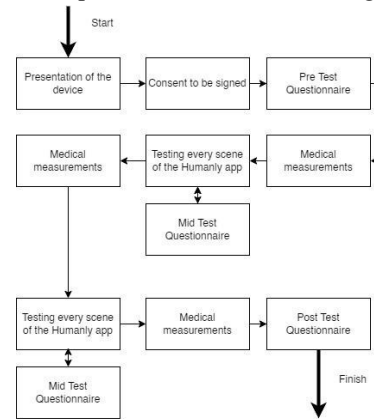 Start
Presentation of the
device
Consent to be signed
Pre Test
Questionnaire
Medical
measurements
Testing every scene
of the Humanly app
Medical
measurements
Mid Test
Questionnaire
Testing every scene
of the Humanly app
Medical
measurements
Post Test
Questionnaire
Mid Test
Questionnaire
Finish